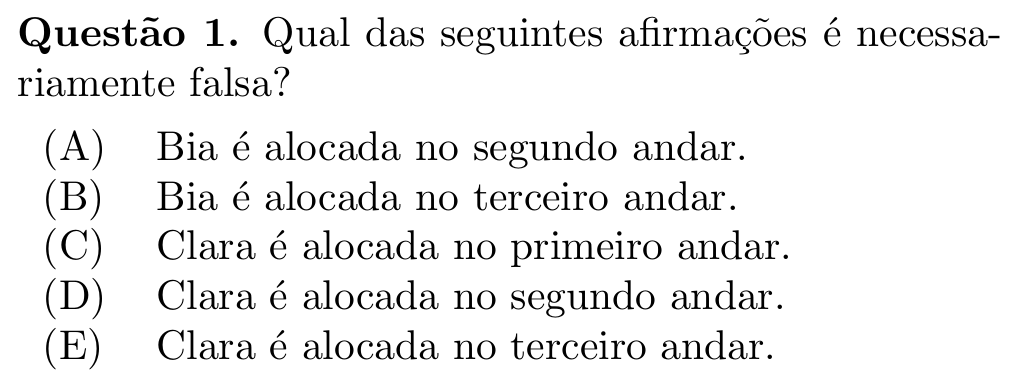 Questão 1. Qual das seguintes afirmações é necessa-
riamente falsa?
(A) Bia é alocada no segundo andar.
(B) Bia é alocada no terceiro andar.
(C) Clara é alocada no primeiro andar.
(D) Clara é alocada no segundo andar.
(E) Clara é alocada no terceiro andar.